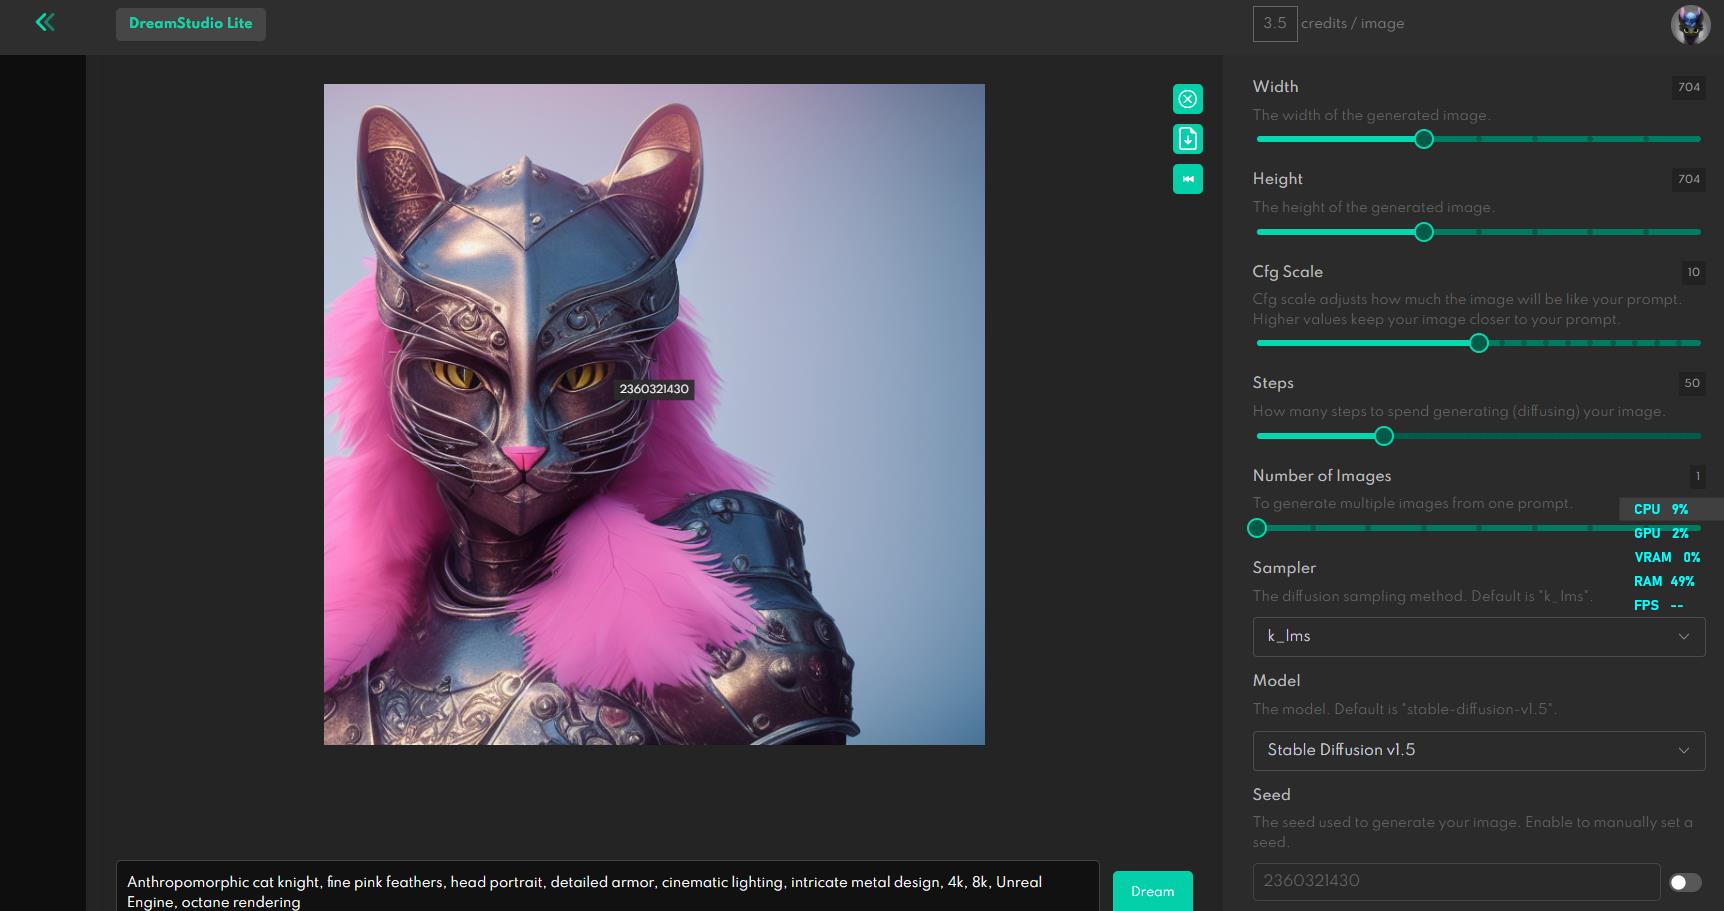 DreamStudio Lite
3.5 credits / image
Width
704
The width of the generated image.
Height
704
The height of the generated image.
Cfg Scale
10
Cfg scale adjusts how much the image will be like your prompt.
Higher values keep your image closer to your prompt.
2360321430
Steps
50
How many steps to spend generating (diffusing) your image.
Number of Images
1
To generate multiple images from one prompt.
CPU 9%
GPU 2%
VRAM 0%
RAM 49%
FPS --
Sampler
The diffusion sampling method. Default is "k_lms".
k_lms
Model
The model. Default is "stable-diffusion-v1.5".
Stable Diffusion v1.5
Seed
The seed used to generate your image. Enable to manually set a
seed.
2360321430
Anthropomorphic cat knight, fine pink feathers, head portrait, detailed armor, cinematic lighting, intricate metal design, 4k, 8k, Unreal
Engine, octane rendering
Dream